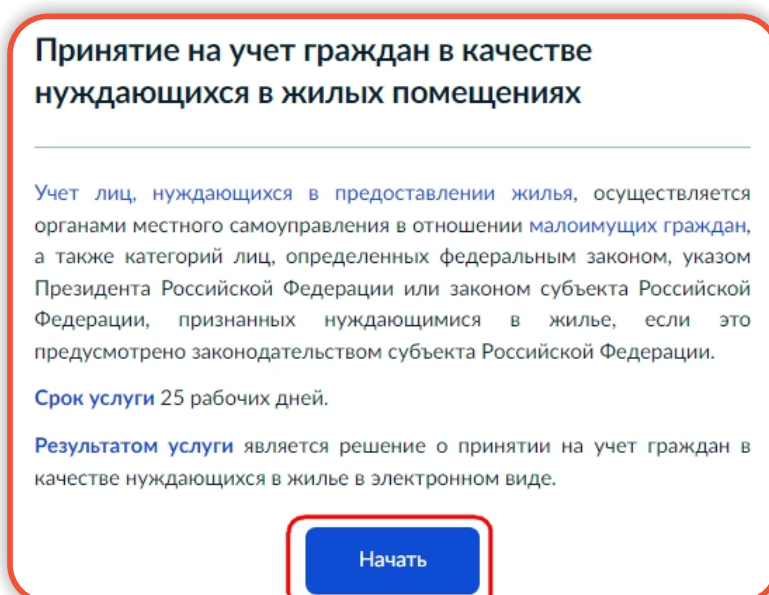 Принятие на учет граждан в качестве
нуждающихся в жилых помещениях
Учет лиц, нуждающихся в предоставлении жилья, осуществляется
органами местного самоуправления в отношении малоимущих граждан,
а также категорий лиц, определенных федеральным законом, указом
Президента Российской Федерации или законом субъекта Российской
Федерации, признанных нуждающимися в жилье, если это
предусмотрено законодательством субъекта Российской Федерации.
Срок услуги 25 рабочих дней.
Результатом услуги является решение о принятии на учет граждан в
качестве нуждающихся в жилье в электронном виде.
Начать